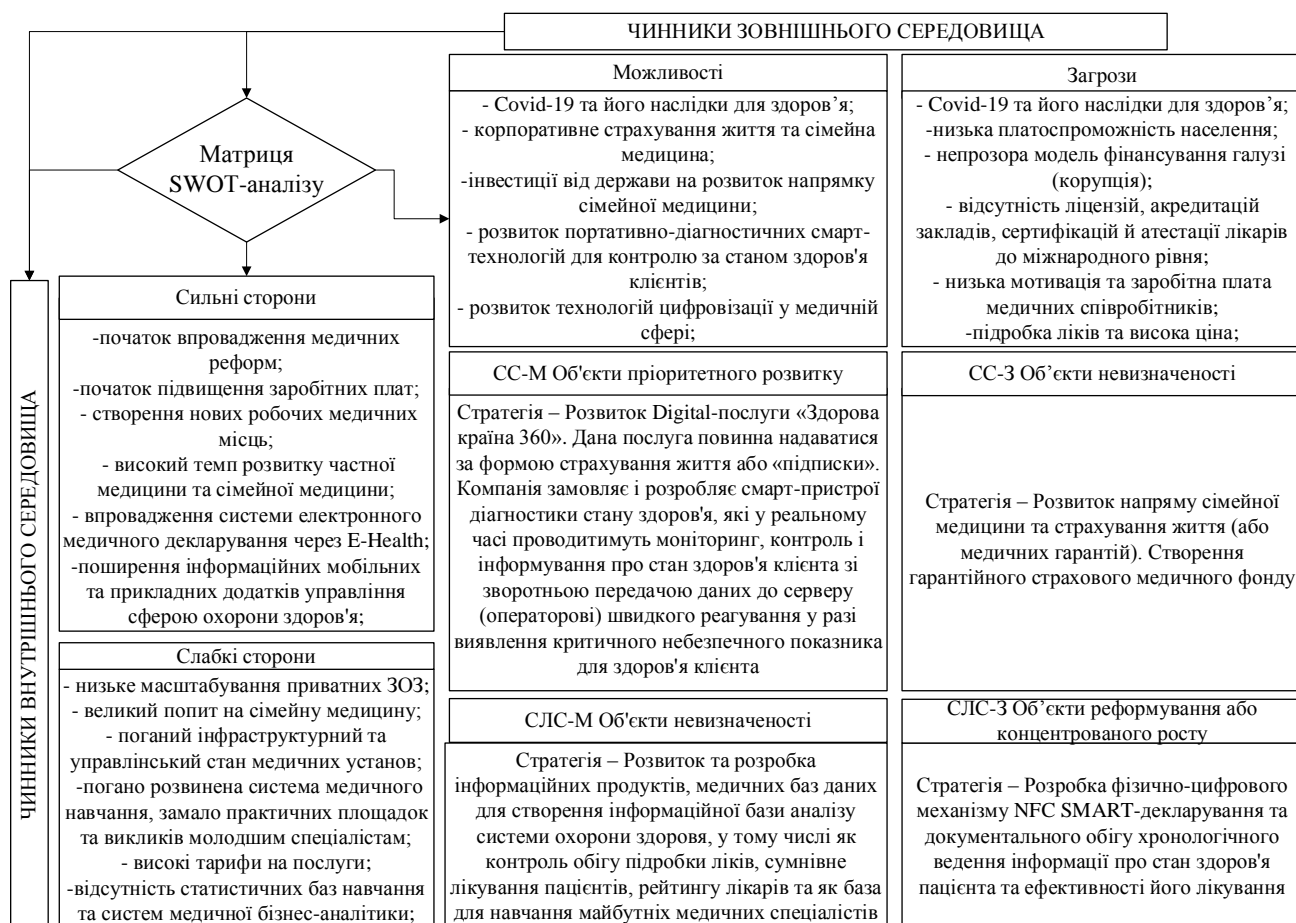 ЧИННИКИ ЗОВНІШНЬОГО СЕРЕДОВИЩА
Матриця
SWOT-аналізу
Можливості
- Covid-19 та його наслідки для здоров’я;
- корпоративне страхування життя та сімейна
медицина;
-інвестиції від держави на розвиток напрямку
сімейної медицини;
- розвиток портативно-діагностичних смарт-
технологій для контролю за станом здоров'я
клієнтів;
- розвиток технологій цифровізації у медичній
сфері;
Загрози
- Covid-19 та його наслідки для здоров’я;
-низька платоспроможність населення;
- непрозора модель фінансування галузі
(корупція);
- відсутність ліцензій, акредитацій
закладів, сертифікацій й атестації лікарів
до міжнародного рівня;
- низька мотивація та заробітна плата
медичних співробітників;
-підробка ліків та висока ціна;
ЧИННИКИ ВНУТРІШНЬОГО СЕРЕДОВИЩА
Сильні сторони
-початок впровадження медичних
реформ;
-початок підвищення заробітних плат;
- створення нових робочих медичних
місць;
- високий темп розвитку частної
медицини та сімейної медицини;
- впровадження системи електронного
медичного декларування через E-Health;
-поширення інформаційних мобільних
та прикладних додатків управління
сферою охорони здоров'я;
СС-М Об'єкти пріоритетного розвитку
Стратегія – Розвиток Digital-послуги «Здорова
країна 360». Дана послуга повинна надаватися
за формою страхування життя або «підписки».
Компанія замовляє і розробляє смарт-пристрої
діагностики стану здоров'я, які у реальному
часі проводитимуть моніторинг, контроль і
інформування про стан здоров'я клієнта зі
зворотньою передачою даних до серверу
(операторові) швидкого реагування у разі
виявлення критичного небезпечного показника
для здоров'я клієнта
СС-З Об’єкти невизначеності
Стратегія – Розвиток напряму сімейної
медицини та страхування життя (або
медичних гарантій). Створення
гарантійного страхового медичного фонду
Слабкі сторони
- низьке масштабування приватних ЗОЗ;
- великий попит на сімейну медицину;
- поганий інфраструктурний та
управлінський стан медичних установ;
-погано розвинена система медичного
навчання, замало практичних площадок
та викликів молодшим спеціалістам;
- високі тарифи на послуги;
-відсутність статистичних баз навчання
та систем медичної бізнес-аналітики;
СЛС-М Об'єкти невизначеності
Стратегія – Розвиток та розробка
інформаційних продуктів, медичних баз даних
для створення інформаційної бази аналізу
системи охорони здоровя, у тому числі як
контроль обігу підробки ліків, сумнівне
лікування пацієнтів, рейтингу лікарів та як база
для навчання майбутніх медичних спеціалістів
СЛС-З Об’єкти реформування або
концентрованого росту
Стратегія – Розробка фізично-цифрового
механізму NFC SMART-декларування та
документального обігу хронологічного
ведення інформації про стан здоров'я
пацієнта та ефективності його лікування